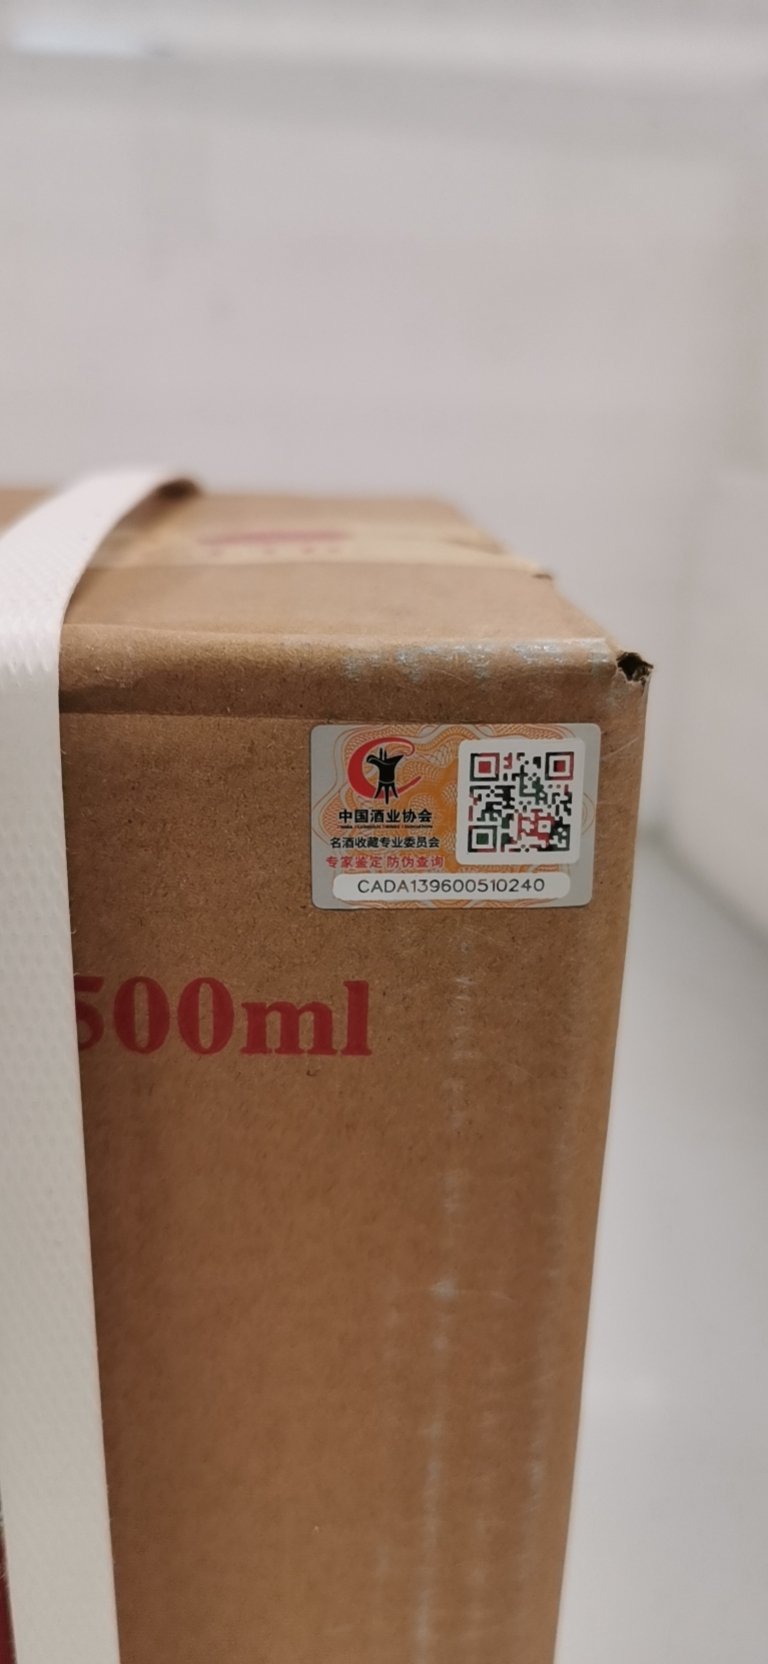 中国酒业协会
名酒收藏专业委员会
专家鉴定 防伪查询
CADA139600510240
500ml